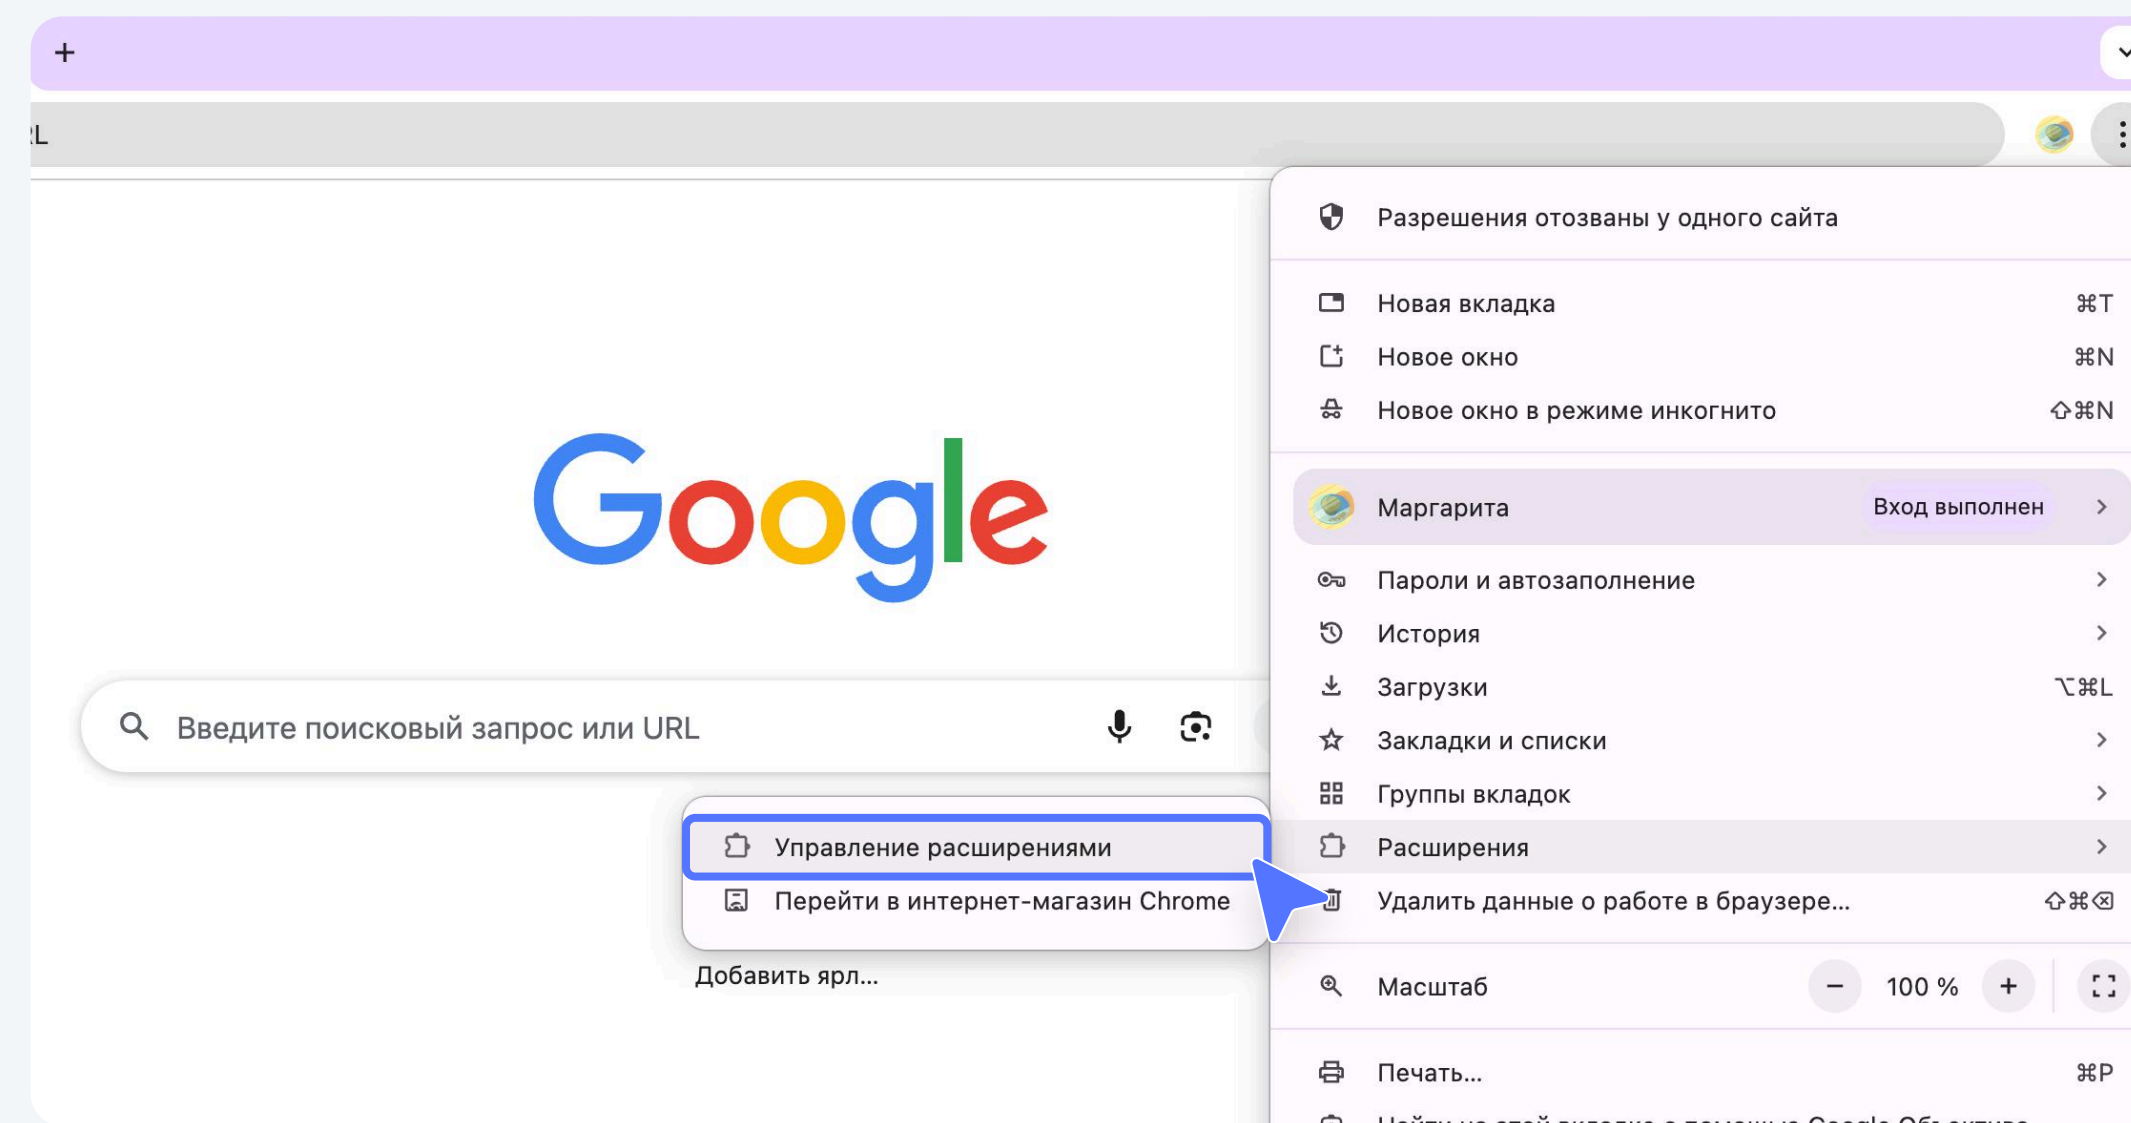 RL
Разрешения отозваны у одного сайта
Новая вкладка ⌘T
Новое окно ⌘N
Новое окно в режиме инкогнито ⇧⌘N
Google
Маргарита Вход выполнен
Пароли и автозаполнение
История
Загрузки ⌥⌘L
Введите поисковый запрос или URL
Закладки и списки
Группы вкладок
Управление расширениями
Расширения
Перейти в интернет-магазин Chrome
Удалить данные о работе в браузере... ⇧⌘⌫
Добавить ярл...
Масштаб − 100 % +
Печать... ⌘P